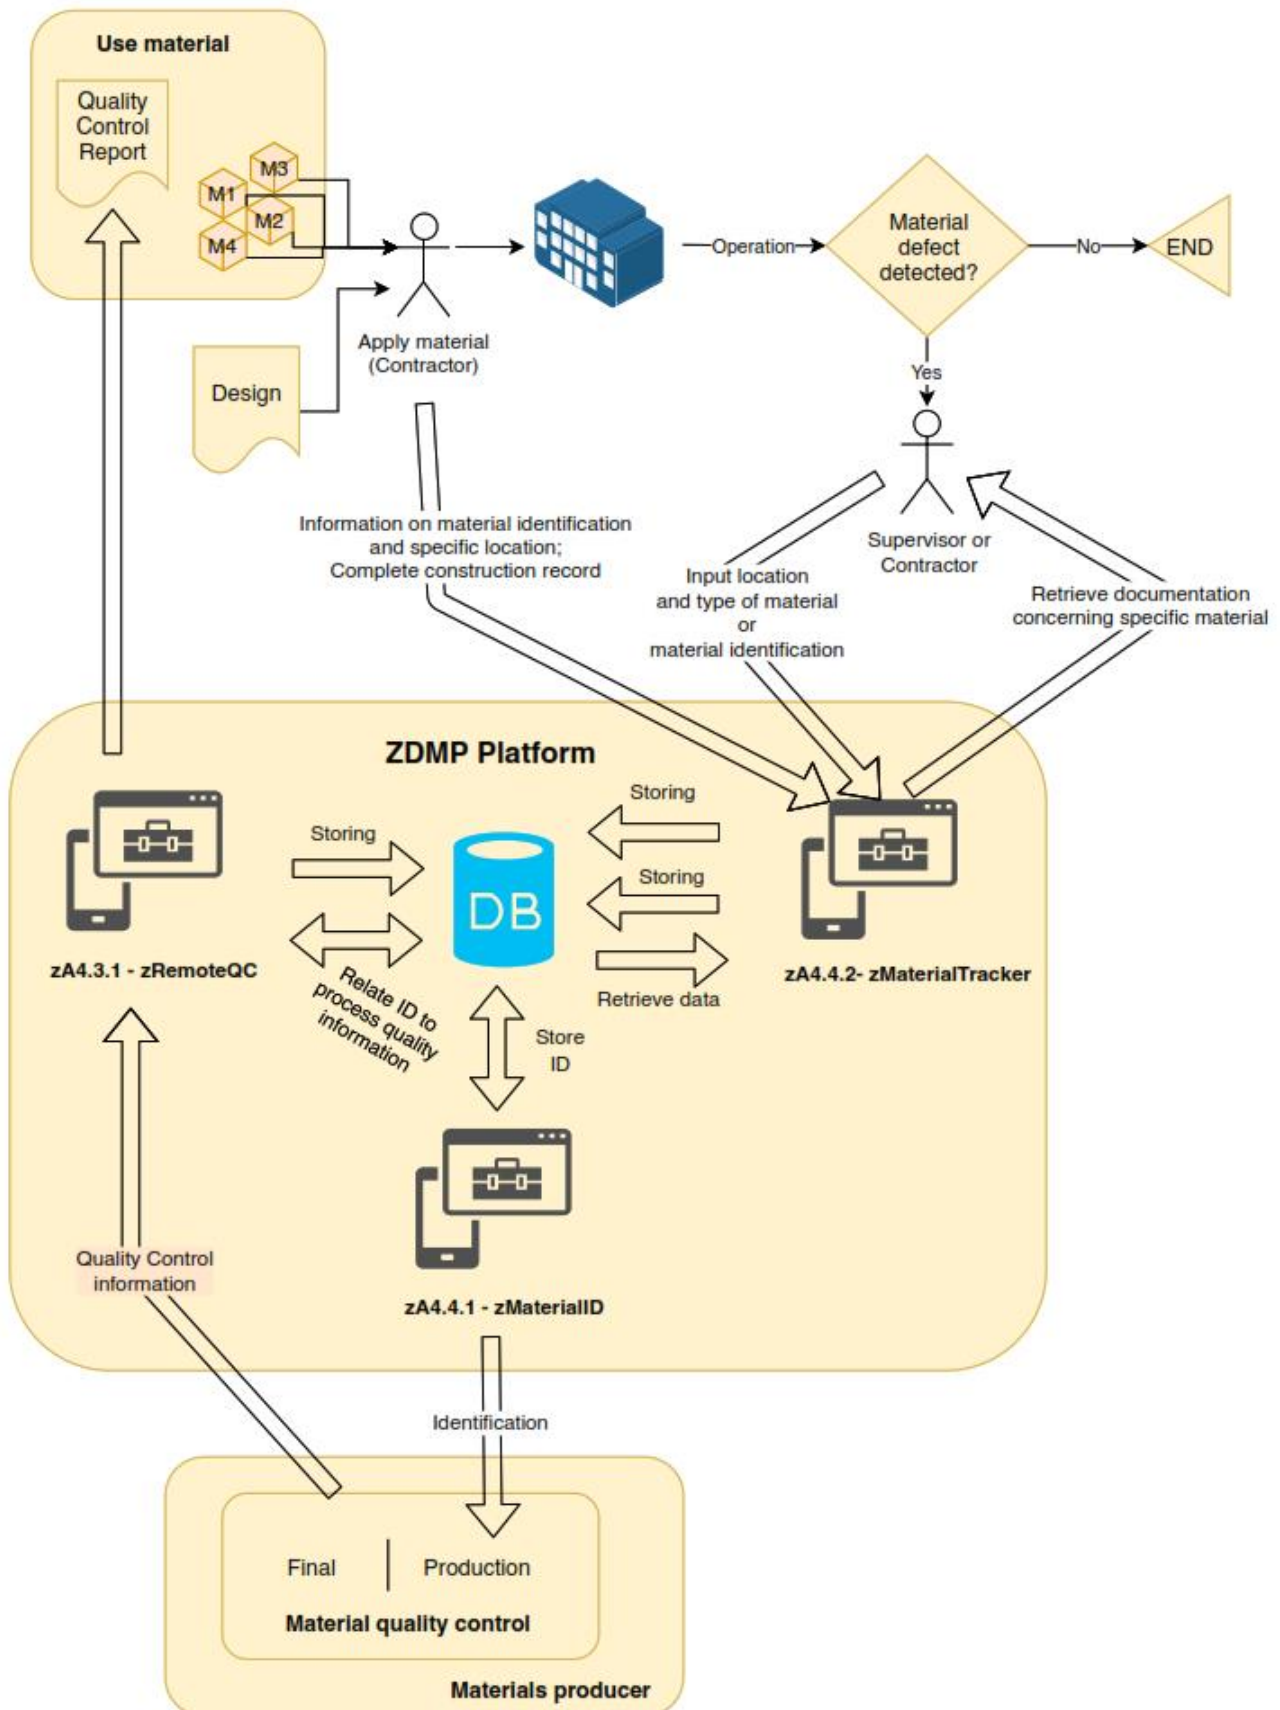 Use material
Quality
Control
Report
M3
M1
M2
M4
Apply material
(Contractor)
Design
Operation
Material
defect
detected?
No
END
Yes
Supervisor or
Contractor
Information on material identification
and specific location;
Complete construction record
Input location
and type of material
or
material identification
Retrieve documentation
concerning specific material
ZDMP Platform
Storing
DB
Storing
Storing
Retrieve data
zA4.3.1 - zRemoteQC
zA4.4.2- zMaterialTracker
Relate ID to
process quality
information
Store
ID
zA4.4.1 - zMaterialID
Quality Control
information
Identification
Final
Production
Material quality control
Materials producer